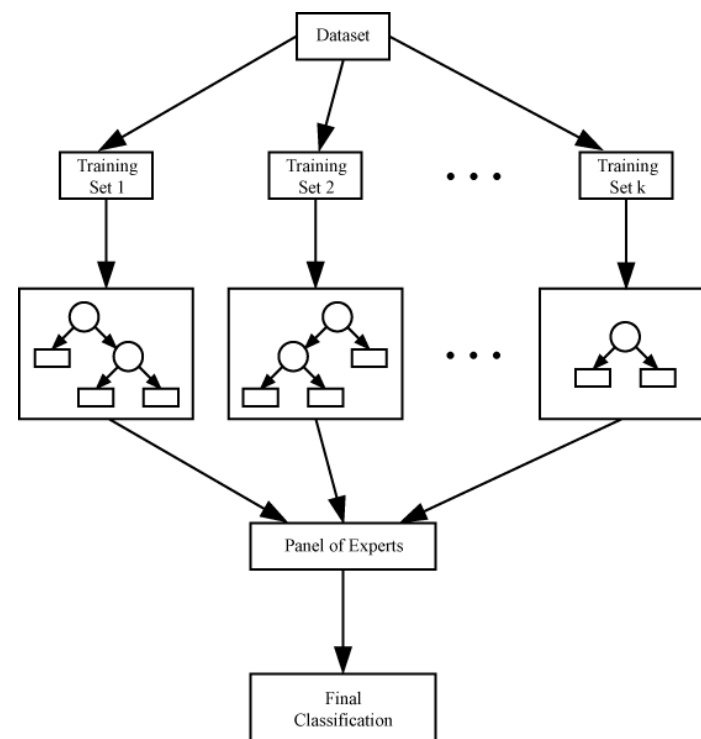 Dataset
Training
Set 1
Training
Set 2
. . .
Training
Set k
. . .
Panel of Experts
Final
Classification